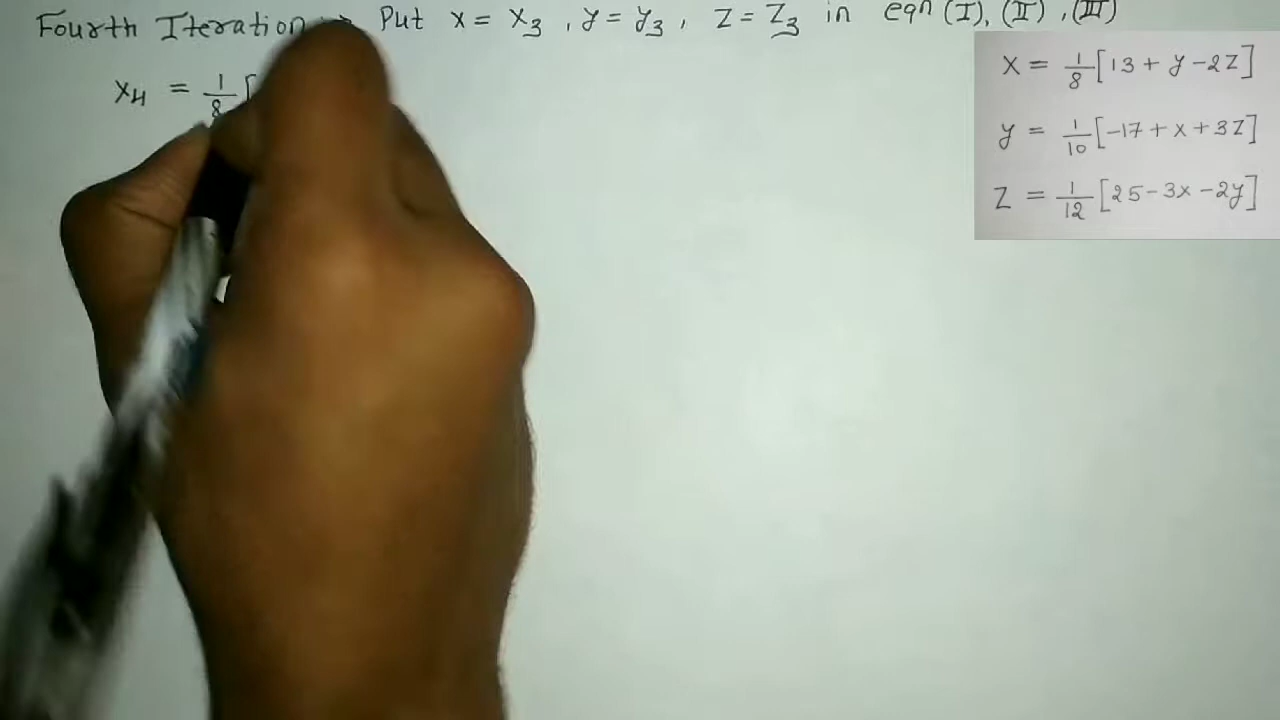 Fourth Iteration Put x = x3 , y = y3 , z = z3 in eqn (I), (II) , (III)
x4 = 1/8 [
x = 1/8 [13 + y - 2z]
y = 1/10 [-17 + x + 3z]
z = 1/12 [25 - 3x - 2y]